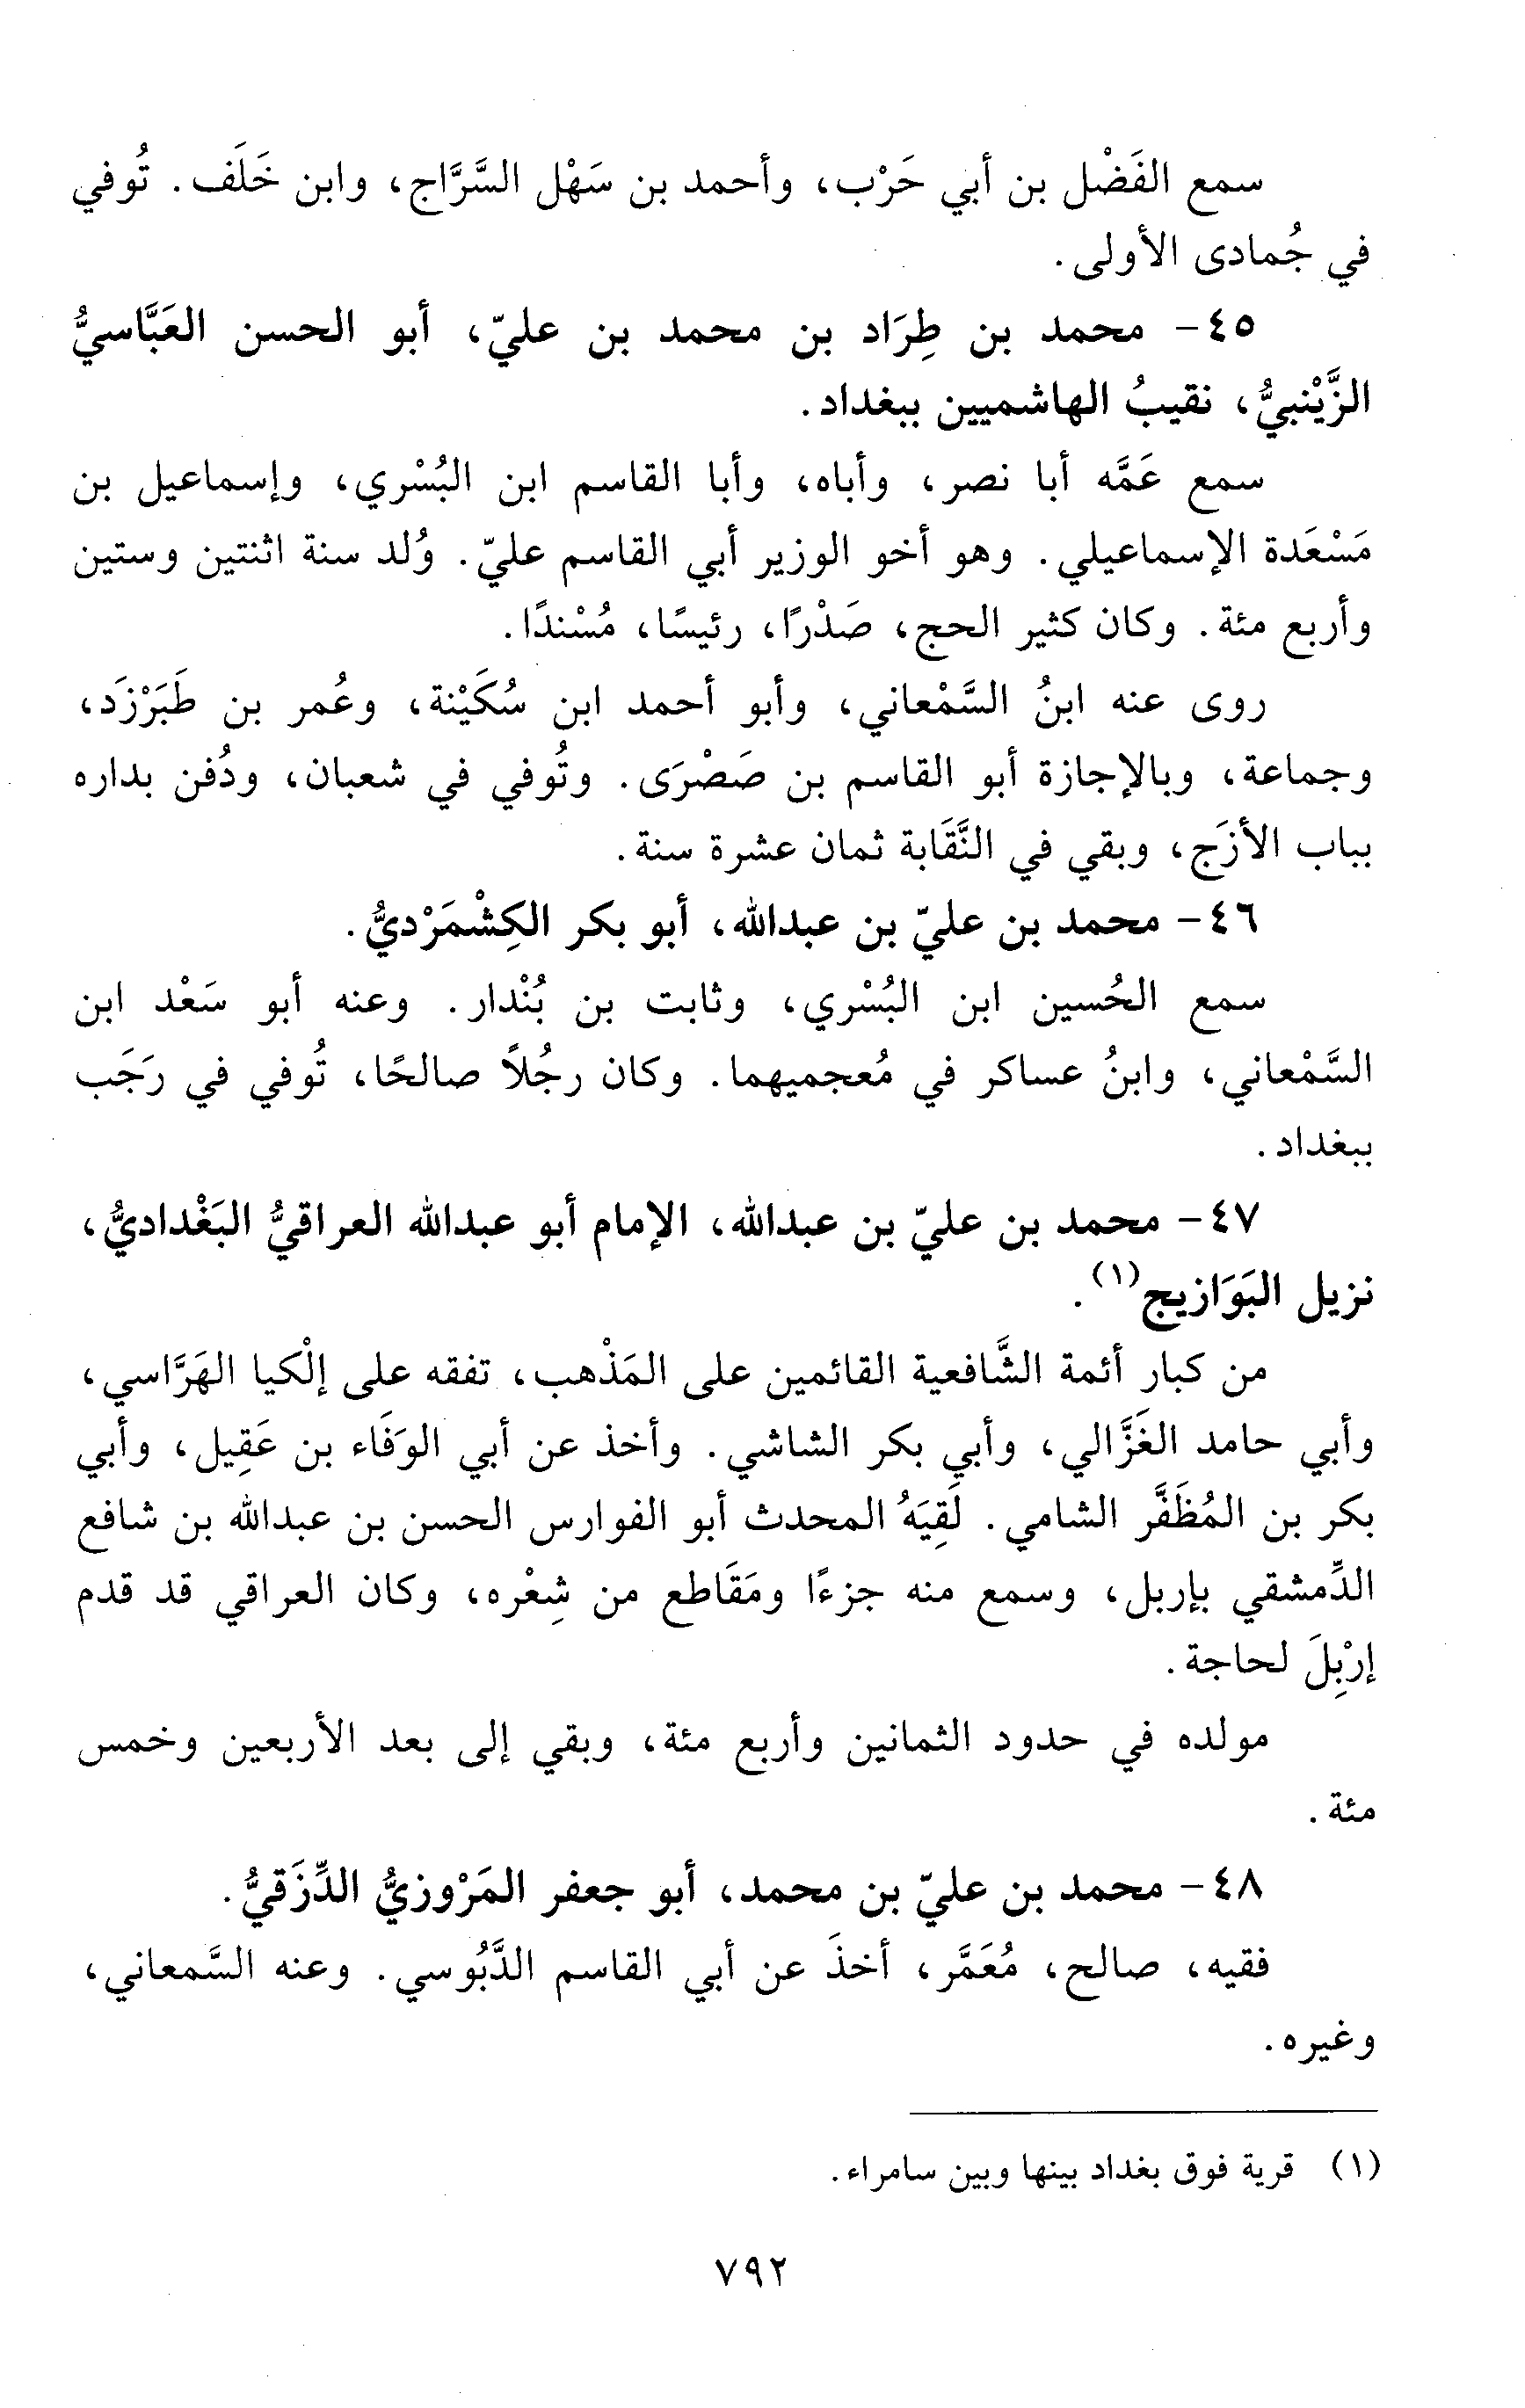 سمع الفَضْل بن أبي حَرْب، وأحمد بن سَهْل السَّرَّاج، وابن خَلَف. تُوفي
في جُمادى الأولى.
٤٥- محمد بن طِرَاد بن محمد بن عليّ، أبو الحسن العَبَّاسيُّ
الزَّيْنبيُّ، نقيبُ الهاشميين ببغداد.
سمع عَمَّه أبا نصر، وأباه، وأبا القاسم ابن البُسْري، وإسماعيل بن
مَسْعَدة الإسماعيلي. وهو أخو الوزير أبي القاسم عليّ. وُلد سنة اثنتين وستين
وأربع مئة. وكان كثير الحج، صَدْرًا، رئيسًا، مُسْندًا.
روى عنه ابنُ السَّمْعاني، وأبو أحمد ابن سُكَيْنة، وعُمر بن طَبَرْزَد،
وجماعة، وبالإجازة أبو القاسم بن صَصْرَى. وتُوفي في شعبان، ودُفن بداره
بباب الأزَج، وبقي في النَّقَابة ثمان عشرة سنة.
٤٦- محمد بن عليّ بن عبدالله، أبو بكر الكِشْمَرْديُّ.
سمع الحُسين ابن البُسْري، وثابت بن بُنْدار. وعنه أبو سَعْد ابن
السَّمْعاني، وابنُ عساكر في مُعجميهما. وكان رجُلاً صالحًا، تُوفي في رَجَب
ببغداد.
٤٧- محمد بن عليّ بن عبدالله، الإمام أبو عبدالله العراقيُّ البَغْداديُّ،
نزيل البَوَازيج(١).
من كبار أئمة الشَّافعية القائمين على المَذْهب، تفقه على إلْكيا الهَرَّاسي،
وأبي حامد الغَزَّالي، وأبي بكر الشاشي. وأخذ عن أبي الوَفَاء بن عَقِيل، وأبي
بكر بن المُظَفَّر الشامي. لَقِيَهُ المحدث أبو الفوارس الحسن بن عبدالله بن شافع
الدِّمشقي بإربل، وسمع منه جزءًا ومَقَاطع من شِعْره، وكان العراقي قد قدم
إرْبِلَ لحاجة.
مولده في حدود الثمانين وأربع مئة، وبقي إلى بعد الأربعين وخمس
مئة.
٤٨- محمد بن عليّ بن محمد، أبو جعفر المَرْوزيُّ الدِّزَقيُّ.
فقيه، صالح، مُعَمَّر، أخذَ عن أبي القاسم الدَّبُوسي. وعنه السَّمعاني،
وغيره.
(١) قرية فوق بغداد بينها وبين سامراء.
٧٩٢